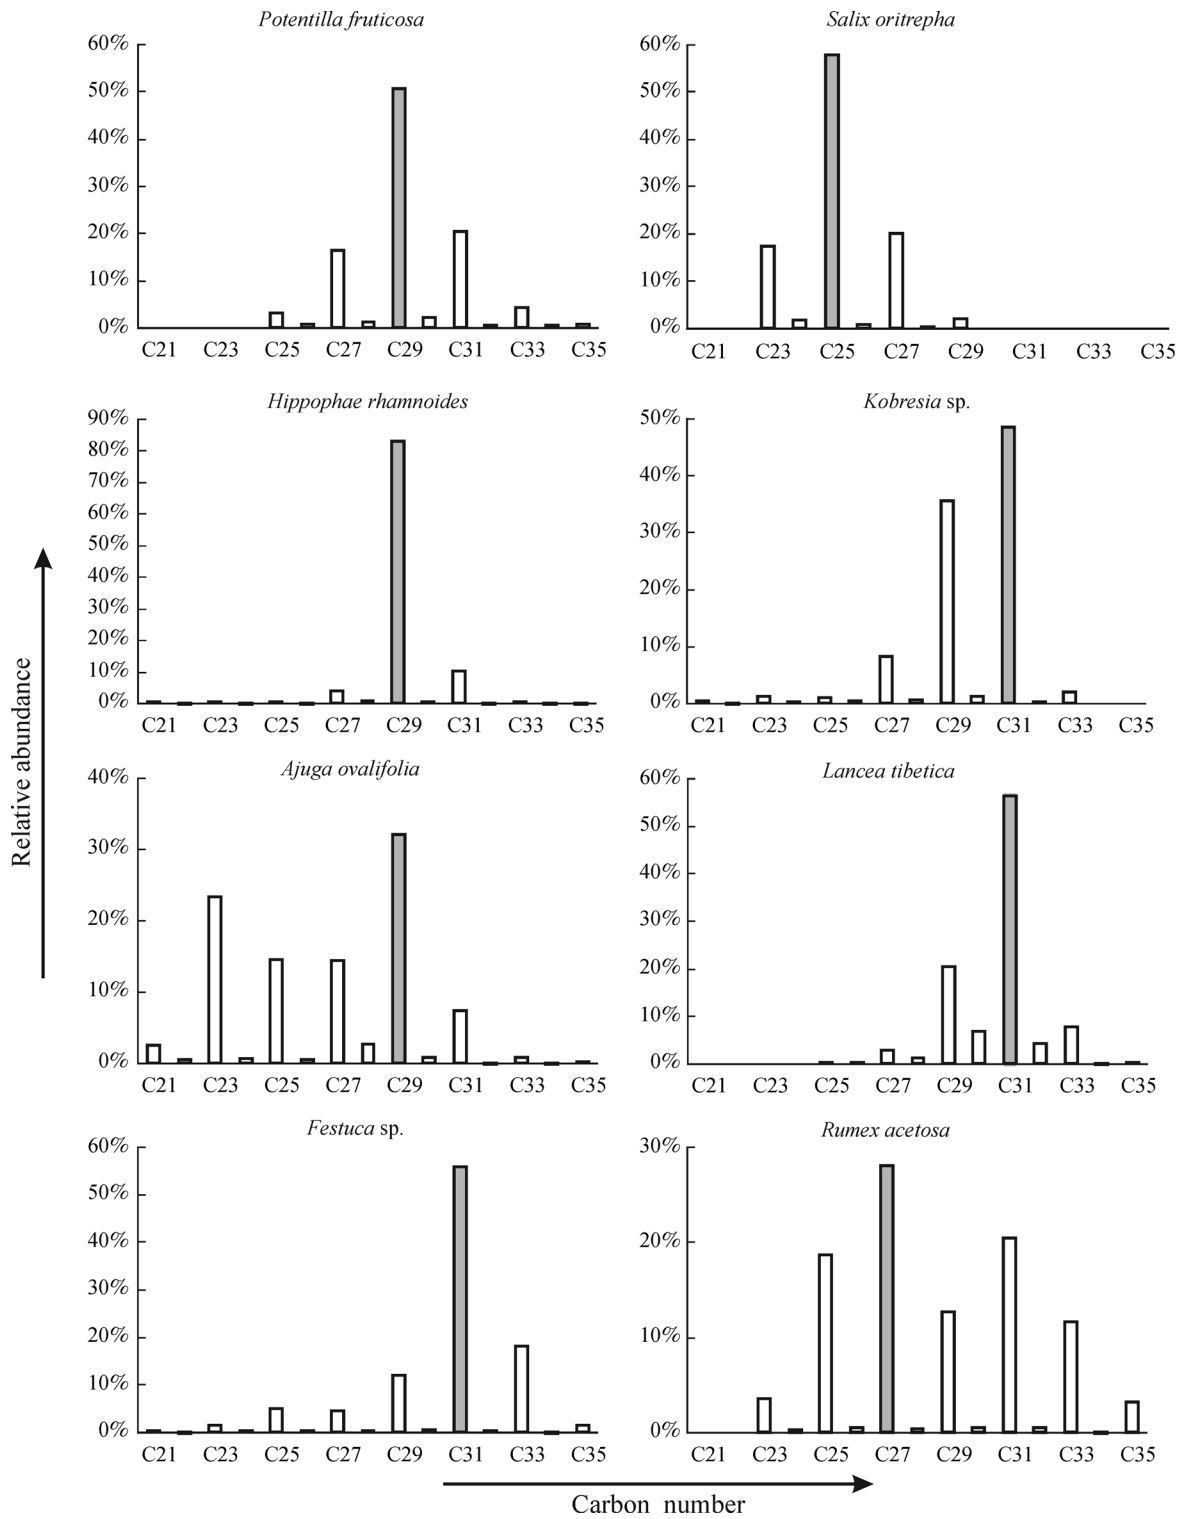 Potentilla fruticosa
60%
50%
40%
30%
20%
10%
0%
C21 C23 C25 C27 C29 C31 C33 C35
Salix oritrepha
60%
50%
40%
30%
20%
10%
0%
C21 C23 C25 C27 C29 C31 C33 C35
Hippophae rhamnoides
90%
80%
70%
60%
50%
40%
30%
20%
10%
0%
C21 C23 C25 C27 C29 C31 C33 C35
Kobresia sp.
50%
40%
30%
20%
10%
0%
C21 C23 C25 C27 C29 C31 C33 C35
Relative abundance
Ajuga ovalifolia
40%
30%
20%
10%
0%
C21 C23 C25 C27 C29 C31 C33 C35
Lancea tibetica
60%
50%
40%
30%
20%
10%
0%
C21 C23 C25 C27 C29 C31 C33 C35
Festuca sp.
60%
50%
40%
30%
20%
10%
0%
C21 C23 C25 C27 C29 C31 C33 C35
Rumex acetosa
30%
20%
10%
0%
C21 C23 C25 C27 C29 C31 C33 C35
Carbon number